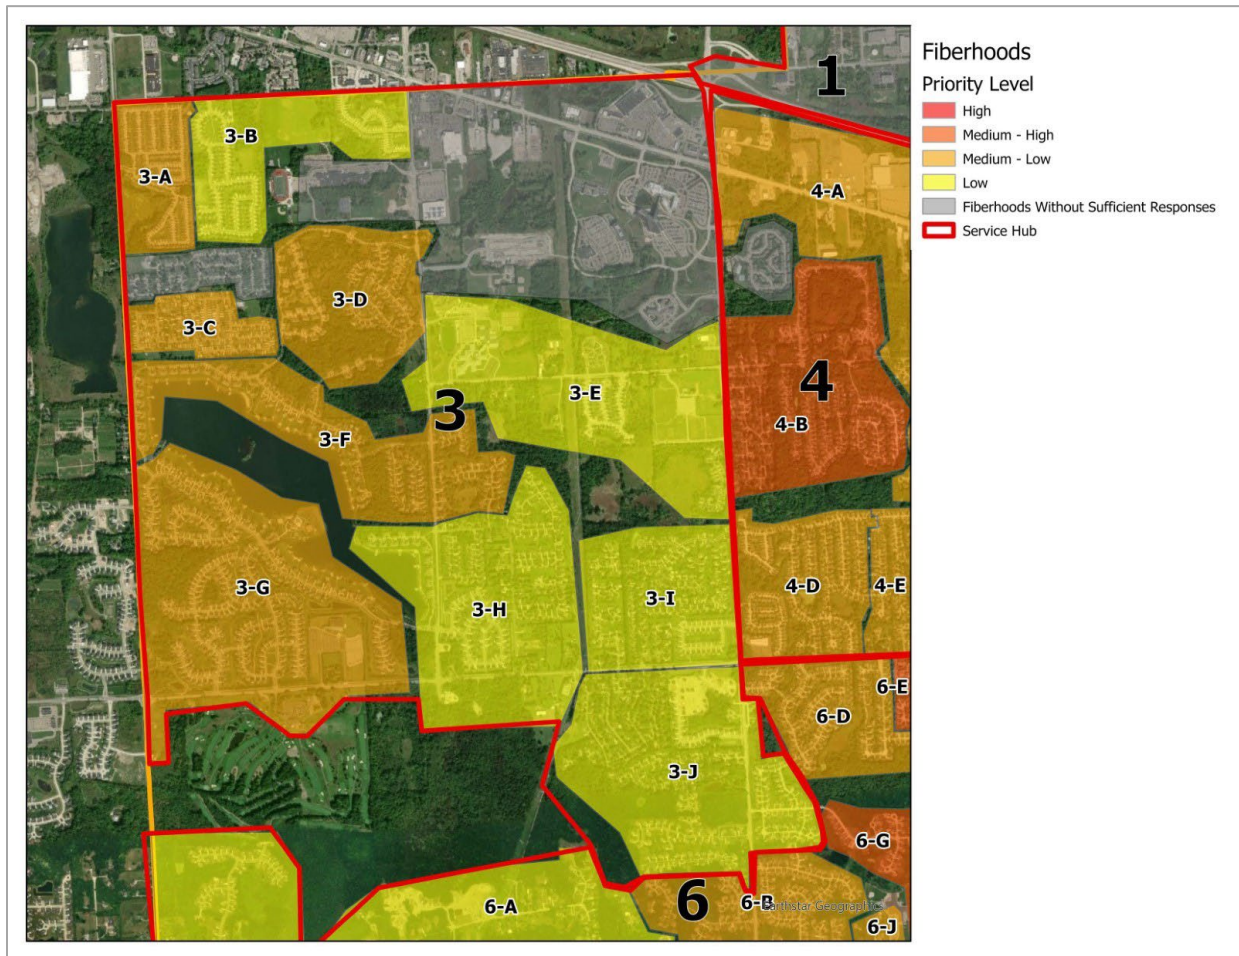 Fiberhoods
Priority Level
High
Medium - High
Medium - Low
Low
Fiberhoods Without Sufficient Responses
Service Hub
1
3-B
3-A
4-A
3-D
3-C
3
4
3-E
4-B
3-F
3-G
4-D
4-E
3-I
3-H
6-E
6-D
3-J
6-G
6
6-A
6-B
Earthstar Geographics
6-J